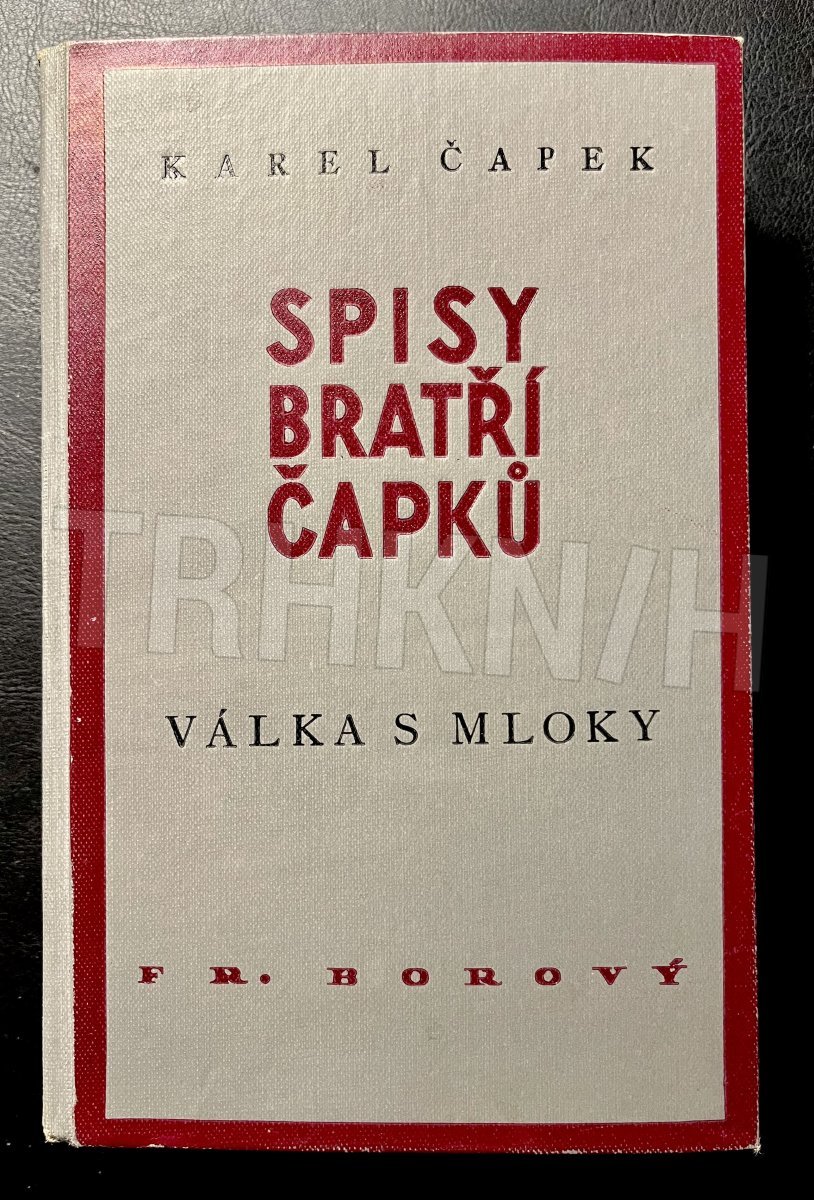 KAREL ČAPEK
SPISY
BRATŘÍ
ČAPKŮ
TRHKNIH
VÁLKA S MLOKY
FR. BOROVÝ